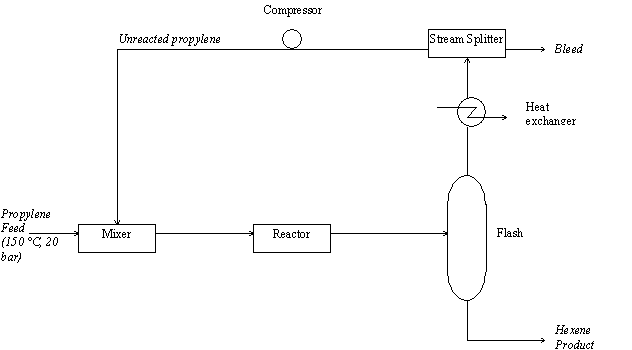 Compressor
Unreacted propylene
Stream Splitter
Bleed
Heat
exchanger
Propylene
Feed
(150 °C, 20
bar)
Mixer
Reactor
Flash
Hexene
Product